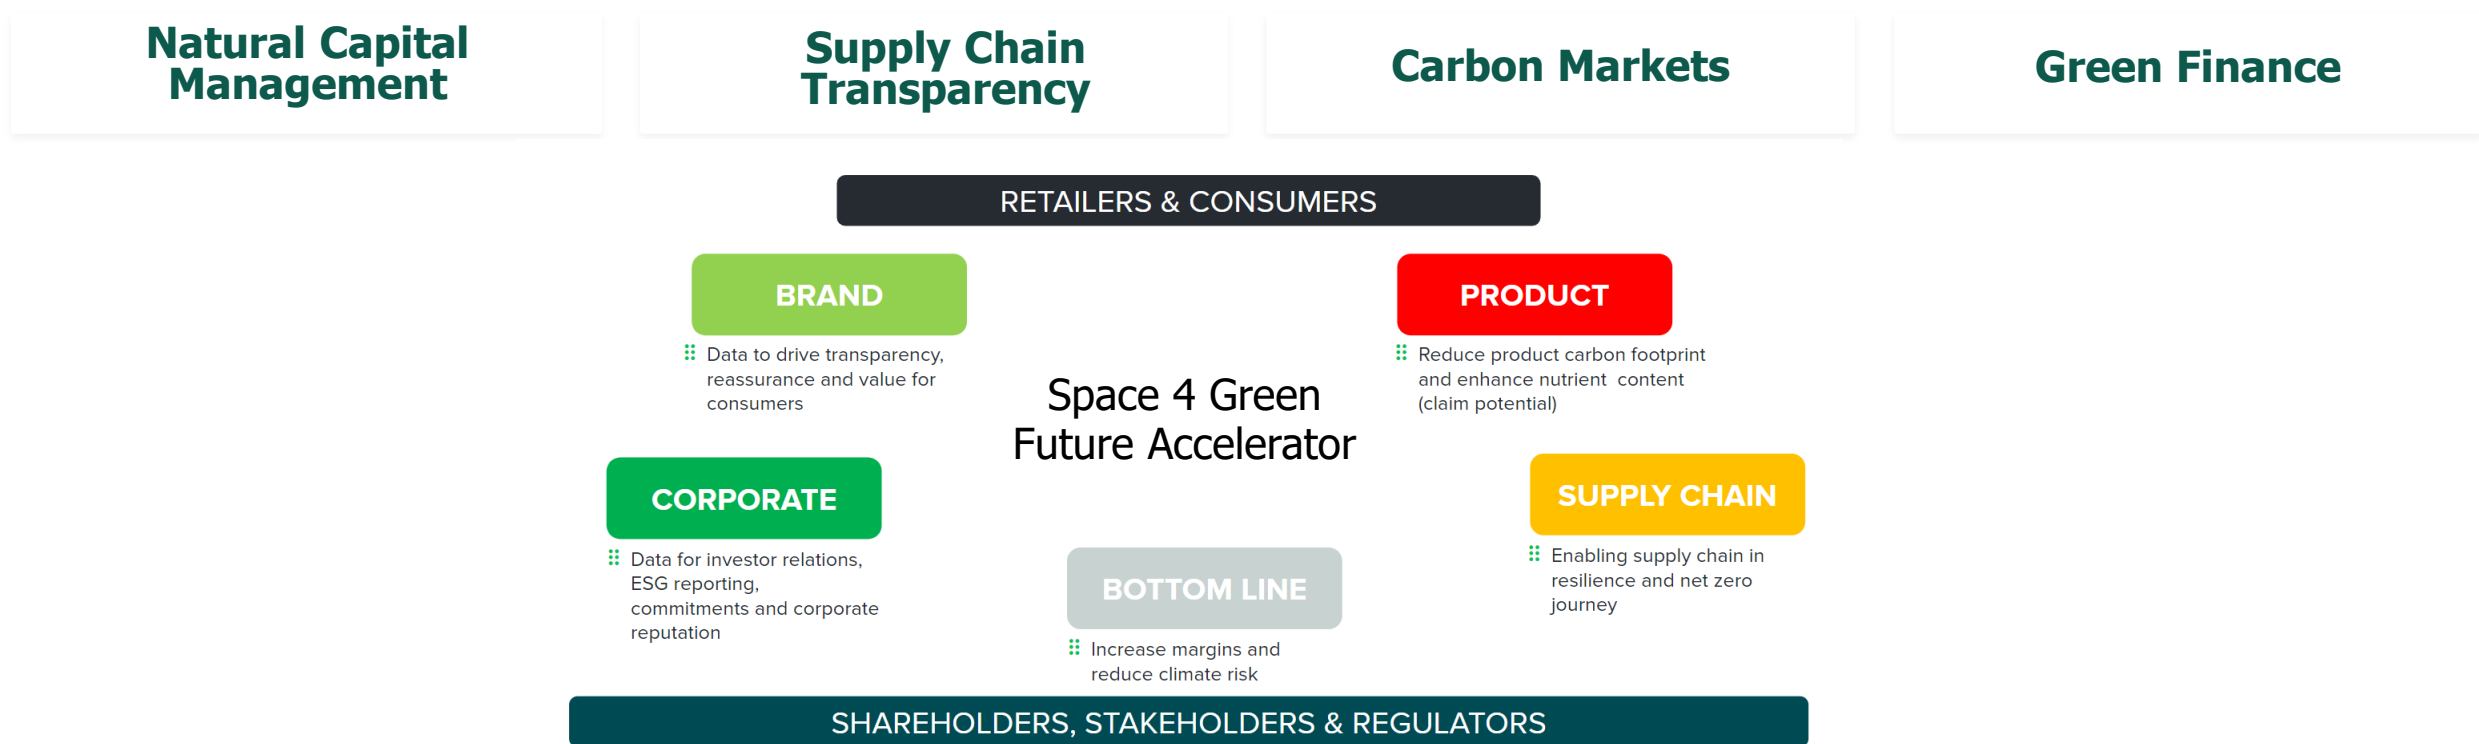 Natural Capital
Management
Supply Chain
Transparency
Carbon Markets
Green Finance
RETAILERS & CONSUMERS
BRAND
Data to drive transparency,
reassurance and value for
consumers
PRODUCT
Reduce product carbon footprint
and enhance nutrient content
(claim potential)
Space 4 Green
Future Accelerator
CORPORATE
Data for investor relations,
ESG reporting,
commitments and corporate
reputation
SUPPLY CHAIN
Enabling supply chain in
resilience and net zero
journey
BOTTOM LINE
Increase margins and
reduce climate risk
SHAREHOLDERS, STAKEHOLDERS & REGULATORS